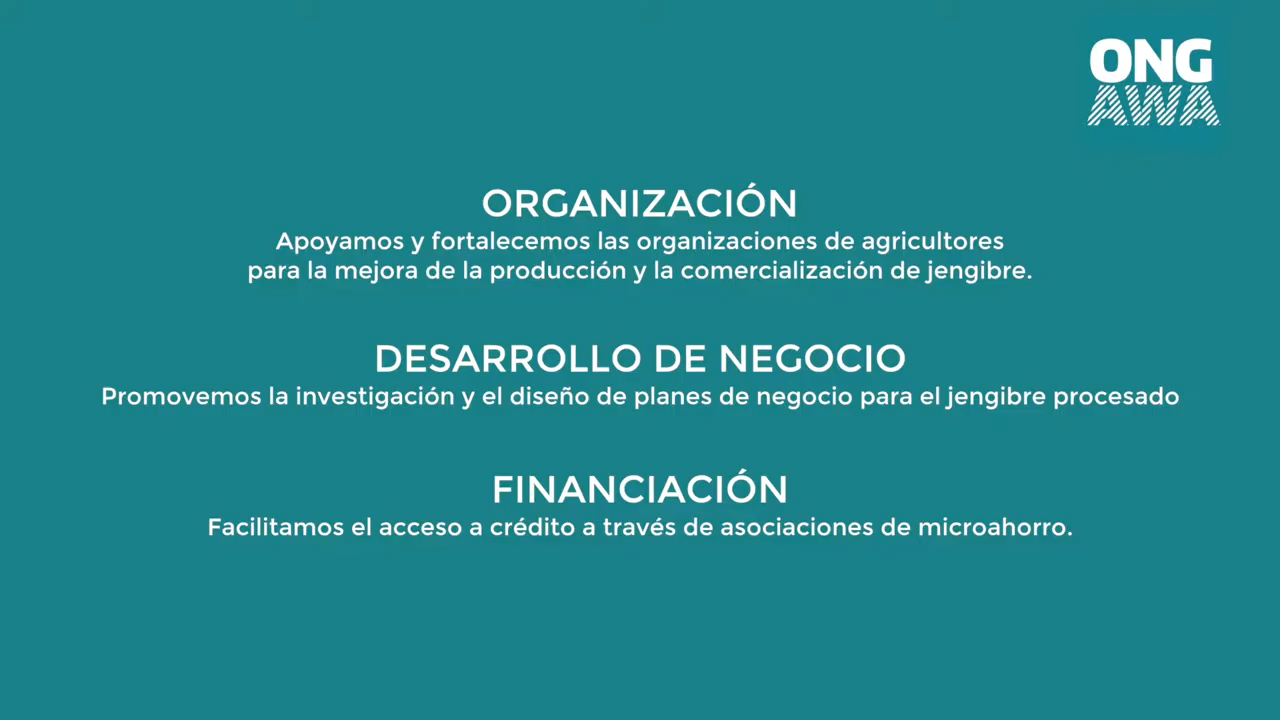 ONG
AWA
ORGANIZACIÓN
Apoyamos y fortalecemos las organizaciones de agricultores
para la mejora de la producción y la comercialización de jengibre.
DESARROLLO DE NEGOCIO
Promovemos la investigación y el diseño de planes de negocio para el jengibre procesado
FINANCIACIÓN
Facilitamos el acceso a crédito a través de asociaciones de microahorro.